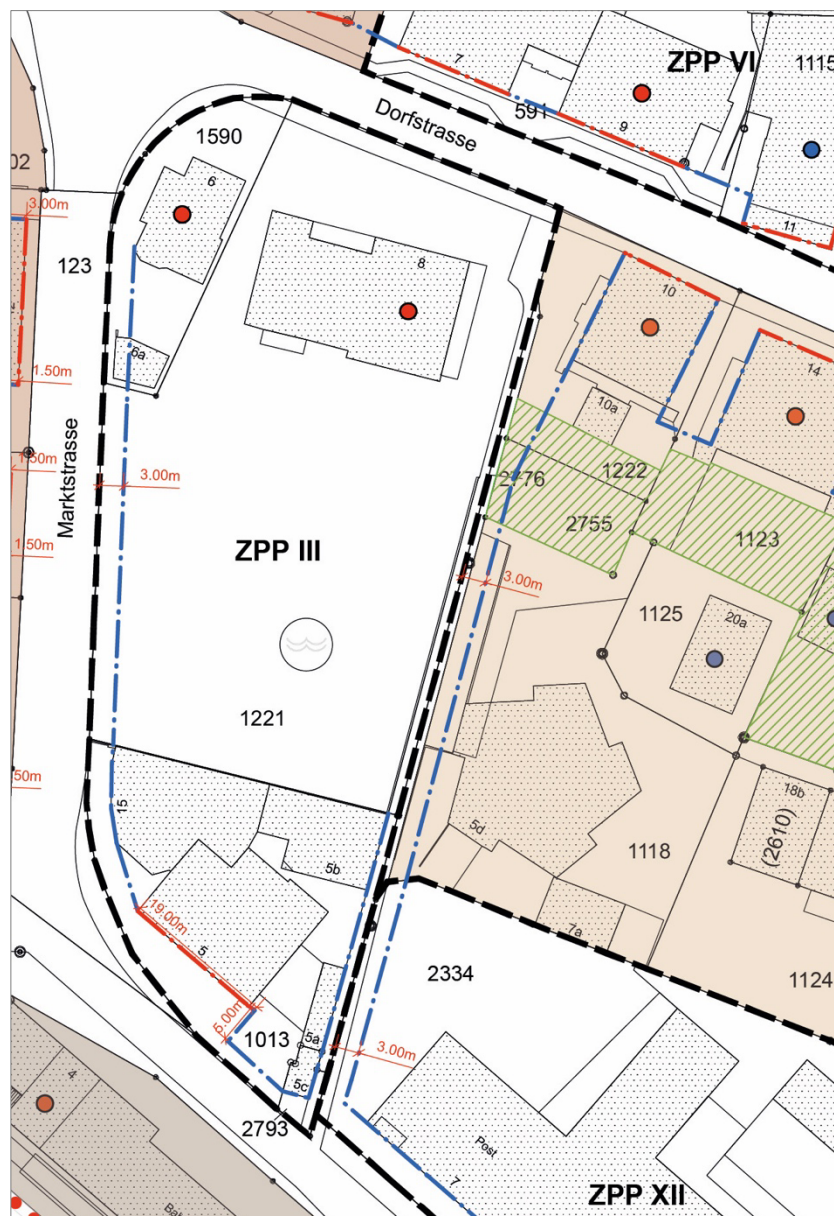 ZPP VI
1115
7
591
9
11
Dorfstrasse
1590
02
6
3.00m
123
8
10
14
6a
1.50m
10a
1.50m
3.00m
2776
1222
2755
1123
Marktstrasse
1.50m
ZPP III
3.00m
1125
20a
1221
50m
15
18b
(2610)
5b
5d
1118
19.00m
5
7a
2334
1124
5.00m
1013
5a
3.00m
5c
4
2793
Post
7
ZPP XII